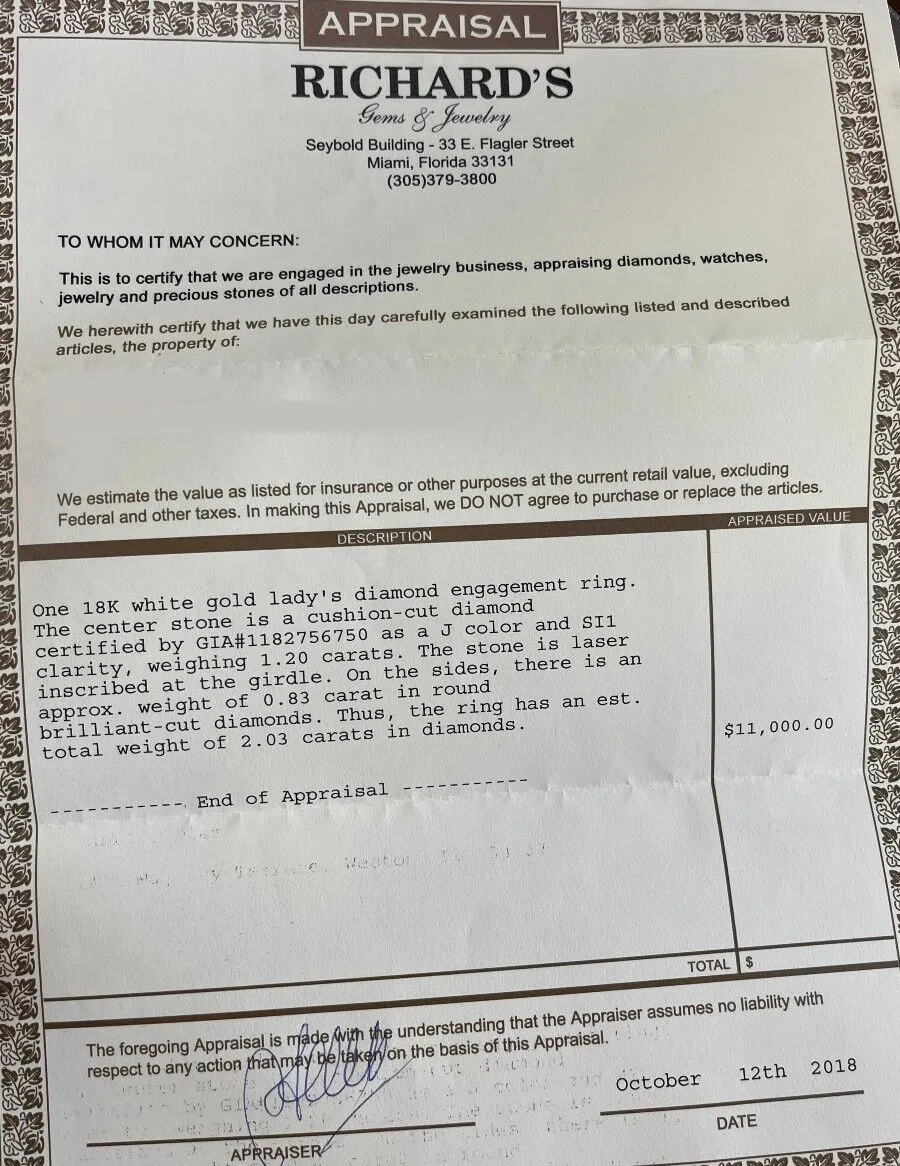 APPRAISAL
RICHARD'S
Gems & Jewelry
Seybold Building - 33 E. Flagler Street
Miami, Florida 33131
(305)379-3800
TO WHOM IT MAY CONCERN:
This is to certify that we are engaged in the jewelry business, appraising diamonds, watches,
jewelry and precious stones of all descriptions.
We herewith certify that we have this day carefully examined the following listed and described
articles, the property of:
We estimate the value as listed for insurance or other purposes at the current retail value, excluding
Federal and other taxes. In making this Appraisal, we DO NOT agree to purchase or replace the articles.
DESCRIPTION
APPRAISED VALUE
One 18K white gold lady's diamond engagement ring.
The center stone is a cushion-cut diamond
certified by GIA#1182756750 as a J color and SI1
clarity, weighing 1.20 carats. The stone is laser
inscribed at the girdle. On the sides, there is an
approx. weight of 0.83 carat in round
brilliant-cut diamonds. Thus, the ring has an est.
total weight of 2.03 carats in diamonds.
$11,000.00
----------- End of Appraisal -----------
TOTAL $
The foregoing Appraisal is made with the understanding that the Appraiser assumes no liability with
respect to any action that may be taken on the basis of this Appraisal.
October 12th 2018
APPRAISER
DATE